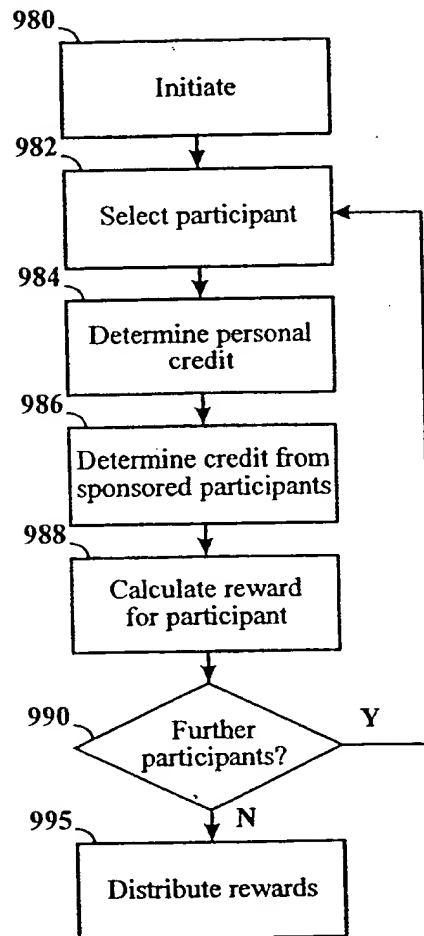 980
Initiate
982
Select participant
984
Determine personal
credit
986
Determine credit from
sponsored participants
988
Calculate reward
for participant
990
Further
participants?
Y
N
995
Distribute rewards